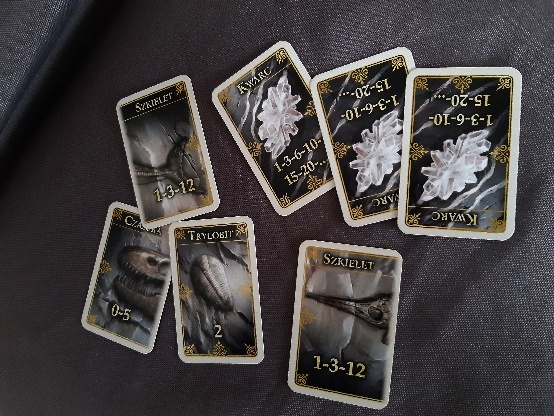 SZKIELET
1-3-12
KWARC
1-3-6-10-
15-20-...
1-3-6-10-
15-20-...
KWARC
1-3-6-10-
15-20-...
KWARC
0-5
TRYLOBIT
2
SZKIELET
1-3-12